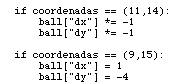 if coordenadas == (11,14):
    ball["dx"] *= -1
    ball["dy"] *= -1

if coordenadas == (9,15):
    ball["dx"] = 1
    ball["dy"] = -4